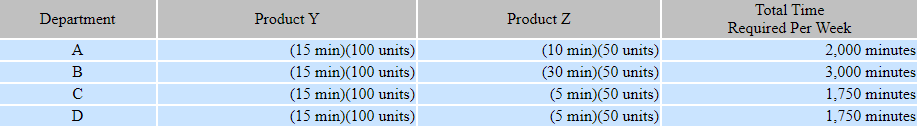 Department Product Y Product Z Total Time Required Per Week
A (15 min)(100 units) (10 min)(50 units) 2,000 minutes
B (15 min)(100 units) (30 min)(50 units) 3,000 minutes
C (15 min)(100 units) (5 min)(50 units) 1,750 minutes
D (15 min)(100 units) (5 min)(50 units) 1,750 minutes